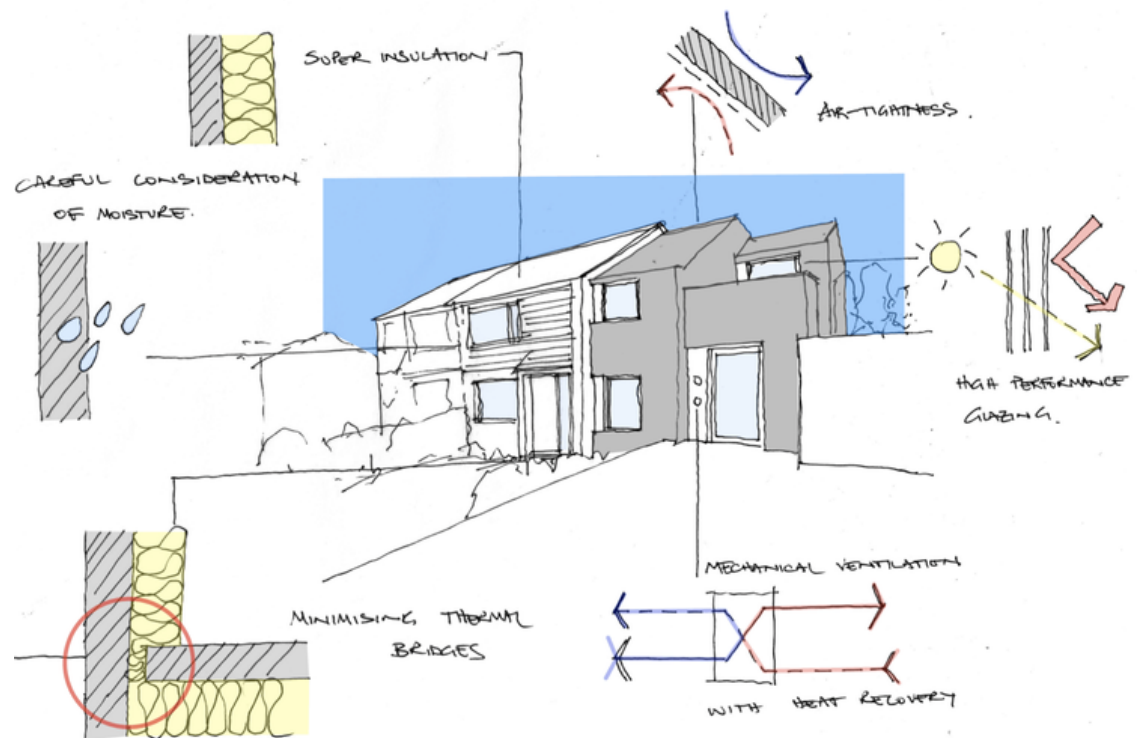 SUPER INSULATION
AIR-TIGHTNESS.
CAREFUL CONSIDERATION
OF MOISTURE.
HIGH PERFORMANCE
GLAZING.
MECHANICAL VENTILATION
WITH HEAT RECOVERY
MINIMISING THERMAL
BRIDGES